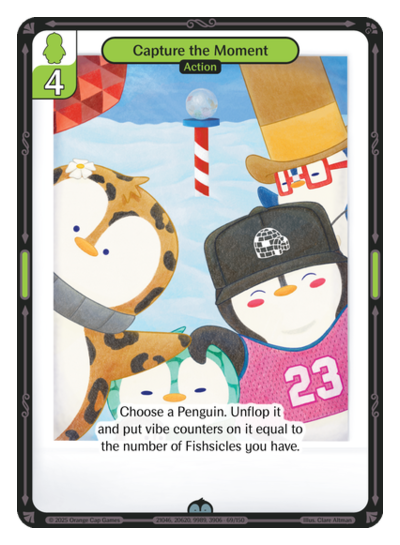 4
Capture the Moment
Action
23
Choose a Penguin. Unflop it
and put vibe counters on it equal to
the number of Fishsicles you have.
© 2025 Orange Cap Games
Illus. Clare Altman